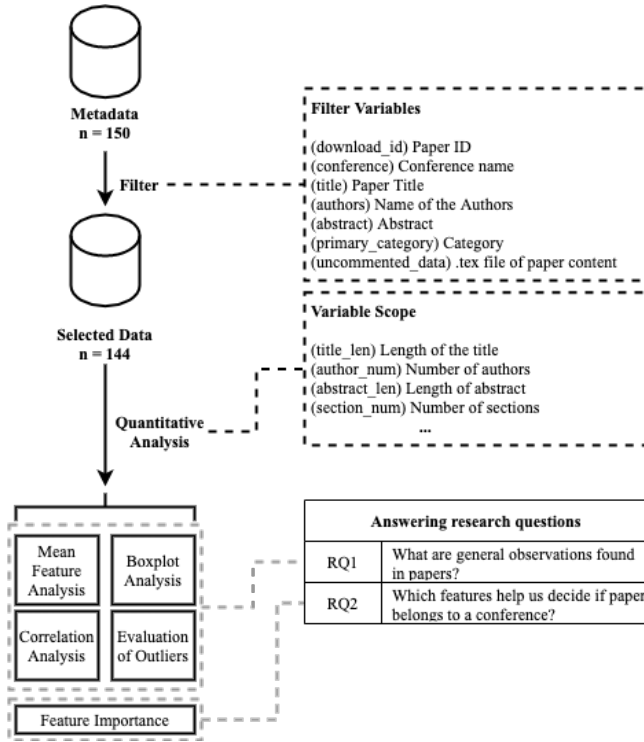 Metadata
n = 150
Filter
Filter Variables
(download_id) Paper ID
(conference) Conference name
(title) Paper Title
(authors) Name of the Authors
(abstract) Abstract
(primary_category) Category
(uncommented_data) .tex file of paper content
Selected Data
n = 144
Quantitative
Analysis
Variable Scope
(title_len) Length of the title
(author_num) Number of authors
(abstract_len) Length of abstract
(section_num) Number of sections
...
Mean
Feature
Analysis
Boxplot
Analysis
Correlation
Analysis
Evaluation
of Outliers
Feature Importance
Answering research questions
RQ1
What are general observations found
in papers?
RQ2
Which features help us decide if paper
belongs to a conference?